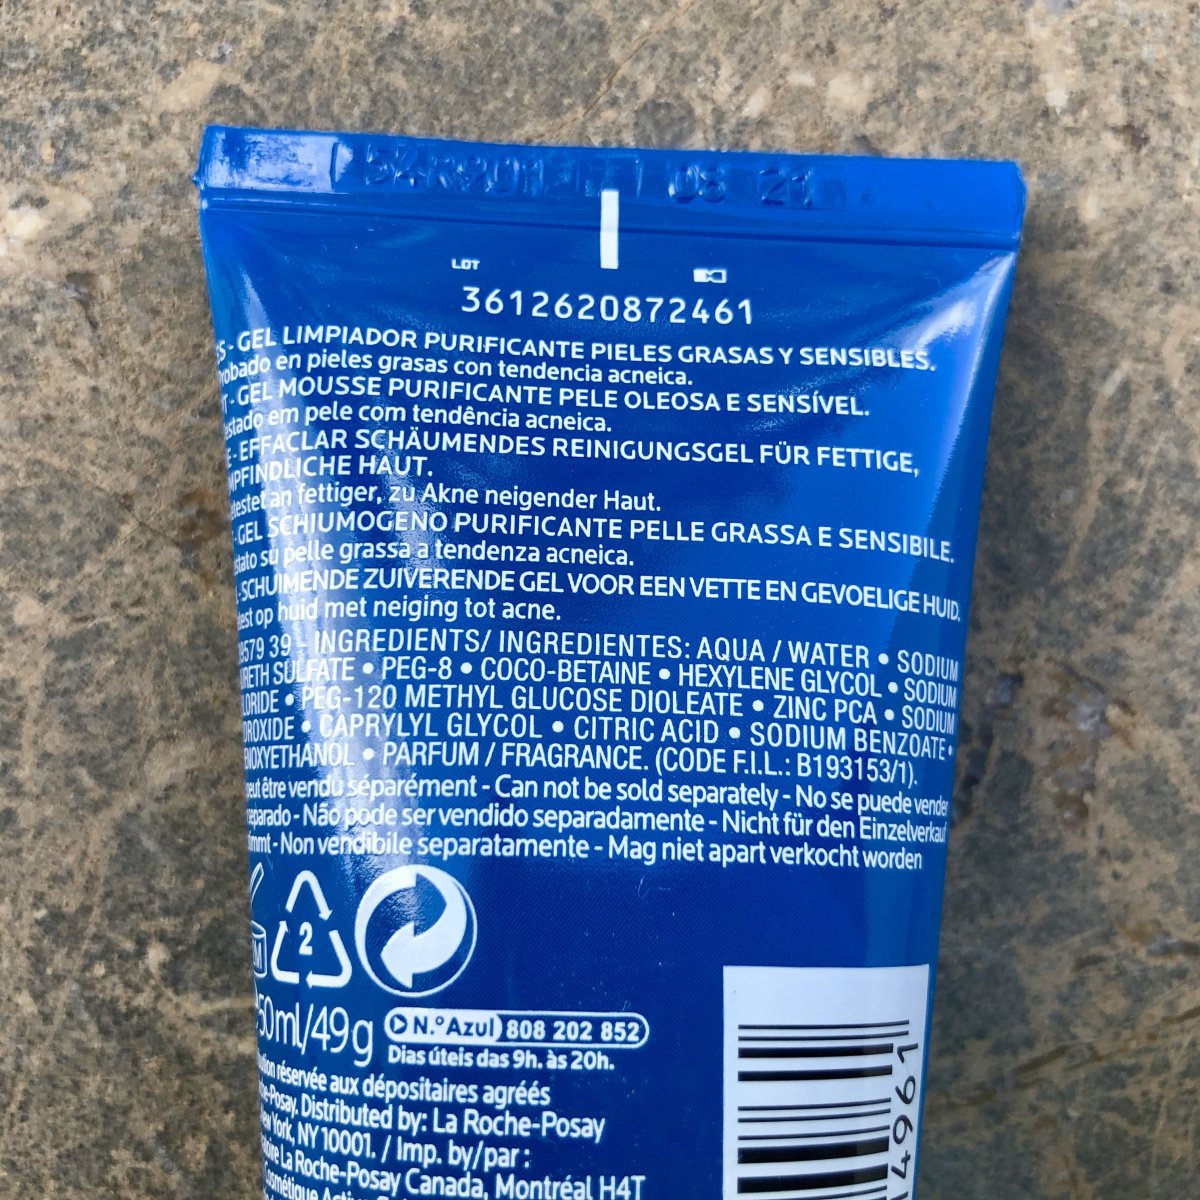 08 21
LOT
3612620872461
- GEL LIMPIADOR PURIFICANTE PIELES GRASAS Y SENSIBLES.
en pieles grasas con tendencia acneica.
- GEL MOUSSE PURIFICANTE PELE OLEOSA E SENSÍVEL.
em pele com tendência acneica.
- EFFACLAR SCHÄUMENDES REINIGUNGSGEL FÜR FETTIGE,
HAUT.
an fettiger, zu Akne neigender Haut.
- GEL SCHIUMOGENO PURIFICANTE PELLE GRASSA E SENSIBILE.
su pelle grassa a tendenza acneica.
- SCHUIMENDE ZUIVERENDE GEL VOOR EEN VETTE EN GEVOELIGE HUID.
op huid met neiging tot acne.
39 - INGREDIENTS/ INGREDIENTES: AQUA / WATER • SODIUM
SULFATE • PEG-8 • COCO-BETAINE • HEXYLENE GLYCOL • SODIUM
• PEG-120 METHYL GLUCOSE DIOLEATE • ZINC PCA • SODIUM
• CAPRYLYL GLYCOL • CITRIC ACID • SODIUM BENZOATE •
• PARFUM / FRAGRANCE. (CODE F.I.L.: B193153/1).
peut être vendu séparément - Can not be sold separately - No se puede vender
- Não pode ser vendido separadamente - Nicht für den Einzelverkauf
- Non vendibile separatamente - Mag niet apart verkocht worden
2
50ml/49g
N.º Azul 808 202 852
Dias úteis das 9h. às 20h.
réservée aux dépositaires agréés
Distributed by: La Roche-Posay
York, NY 10001. / Imp. by/par :
La Roche-Posay Canada, Montréal H4T
Cosmétique
4961